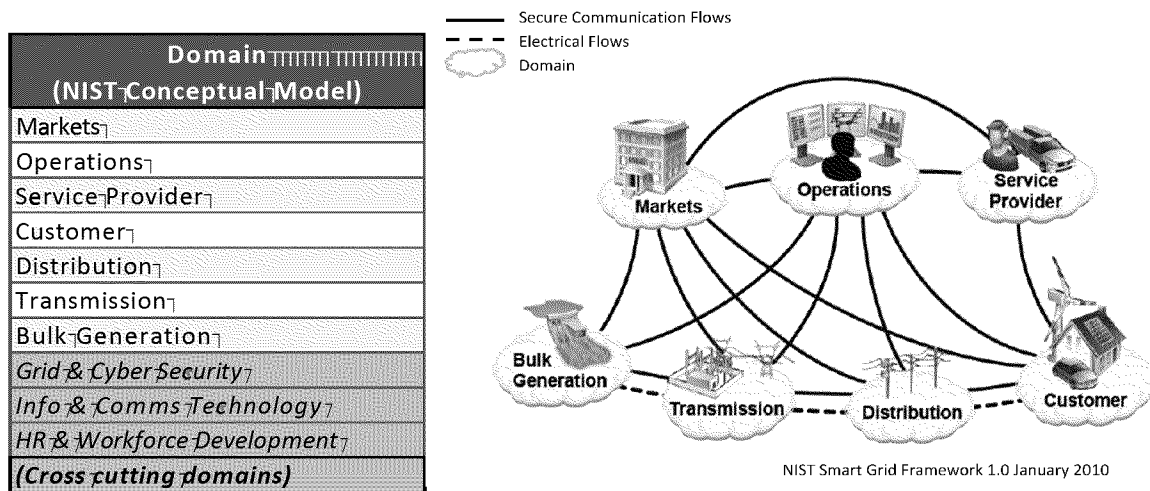 Domain
(NIST Conceptual Model)
Markets
Operations
Service Provider
Customer
Distribution
Transmission
Bulk Generation
Grid & Cyber Security
Info & Comms Technology
HR & Workforce Development
(Cross cutting domains)
Secure Communication Flows
Electrical Flows
Domain
Markets
Operations
Service
Provider
Bulk
Generation
Transmission
Distribution
Customer
NIST Smart Grid Framework 1.0 January 2010